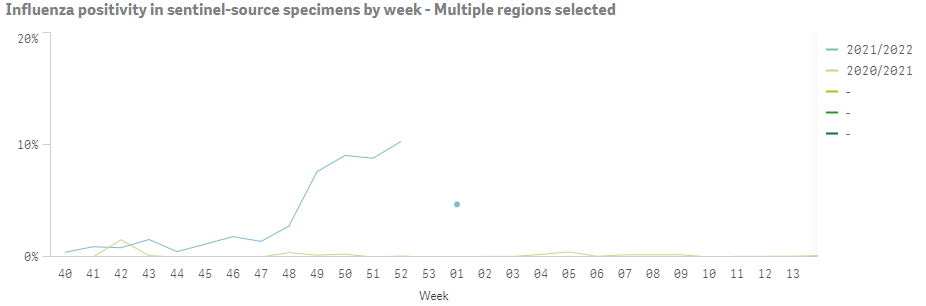 Influenza positivity in sentinel-source specimens by week - Multiple regions selected
20%
10%
0%
40 41 42 43 44 45 46 47 48 49 50 51 52 53 01 02 03 04 05 06 07 08 09 10 11 12 13
Week
2021/2022
2020/2021
-
-
-